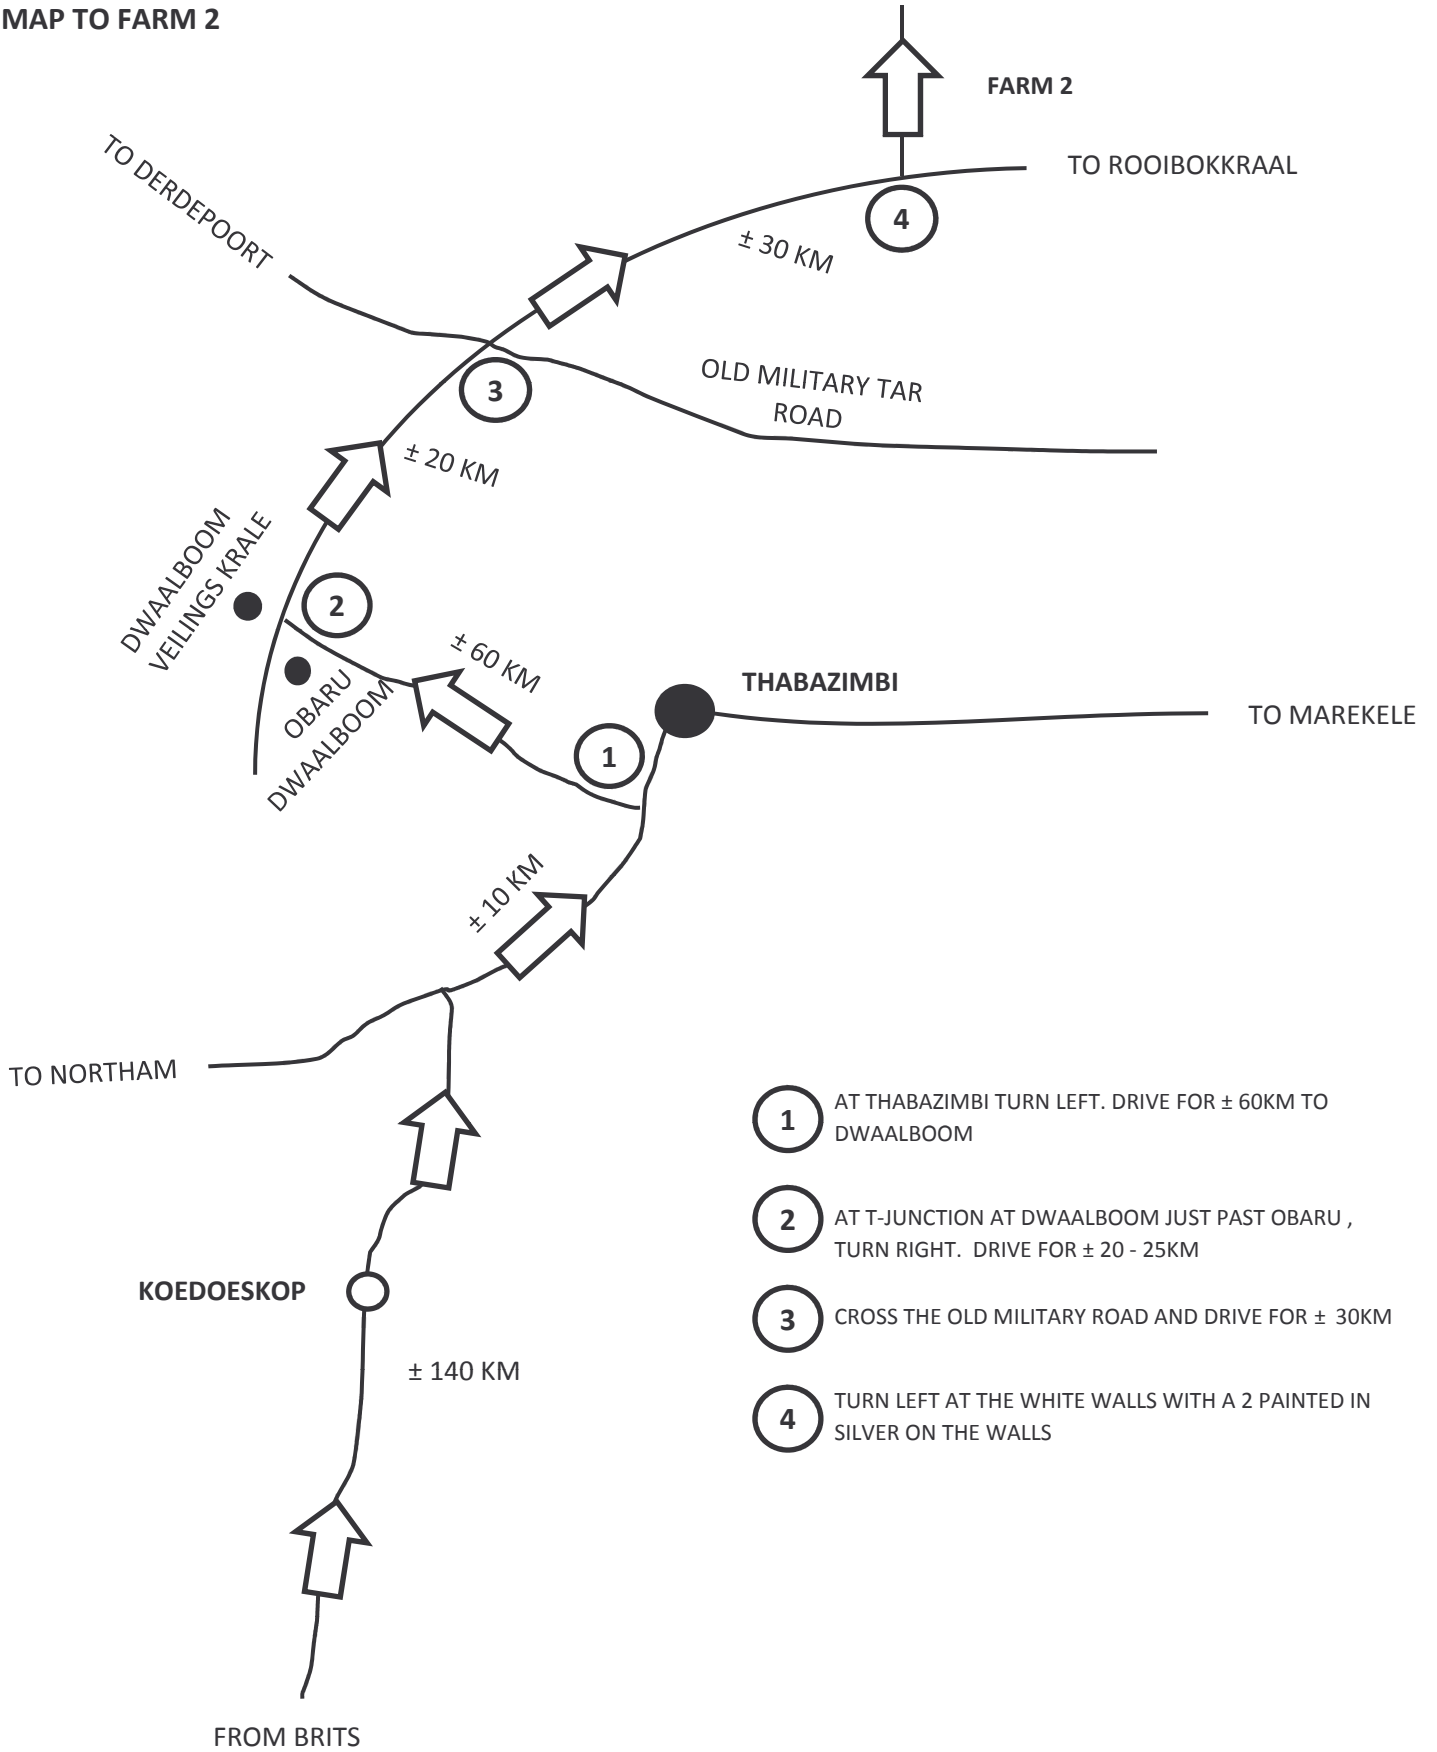 MAP TO FARM 2
FARM 2
TO DERDEPOORT
TO ROOIBOKKRAAL
4
± 30 KM
3
OLD MILITARY TAR
ROAD
± 20 KM
DWAALBOOM
VEILINGS KRALE
2
± 60 KM
OBARU
DWAALBOOM
THABAZIMBI
TO MAREKELE
1
± 10 KM
TO NORTHAM
KOEDOESKOP
± 140 KM
FROM BRITS
1
AT THABAZIMBI TURN LEFT. DRIVE FOR ± 60KM TO
DWAALBOOM
2
AT T-JUNCTION AT DWAALBOOM JUST PAST OBARU ,
TURN RIGHT. DRIVE FOR ± 20 - 25KM
3
CROSS THE OLD MILITARY ROAD AND DRIVE FOR ± 30KM
4
TURN LEFT AT THE WHITE WALLS WITH A 2 PAINTED IN
SILVER ON THE WALLS